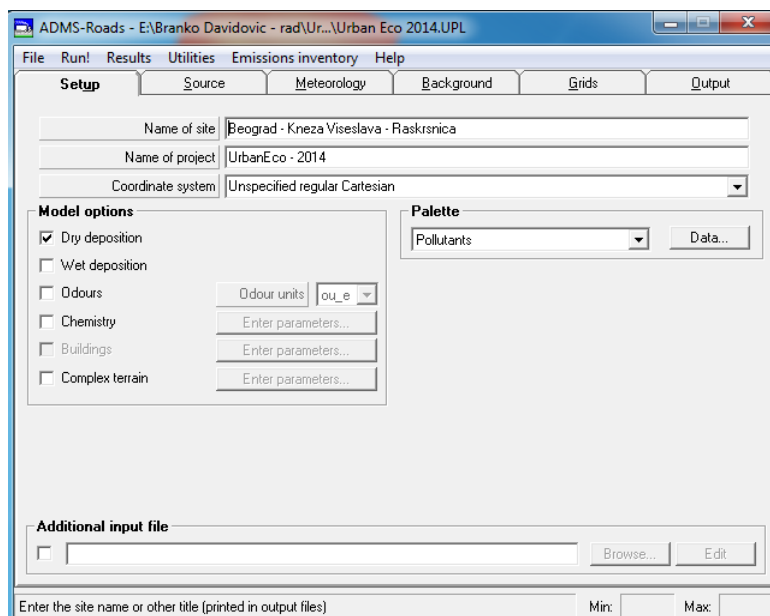 ADMS-Roads - E:\Branko Davidovic - rad\Ur...\Urban Eco 2014.UPL
File Run! Results Utilities Emissions inventory Help
Setup Source Meteorology Background Grids Output
Name of site Beograd - Kneza Viseslava - Raskrsnica
Name of project UrbanEco - 2014
Coordinate system Unspecified regular Cartesian
Model options
Dry deposition
Wet deposition
Odours Odour units ou_e
Chemistry Enter parameters...
Buildings Enter parameters...
Complex terrain Enter parameters...
Palette
Pollutants Data...
Additional input file
Browse... Edit
Enter the site name or other title (printed in output files) Min: Max: